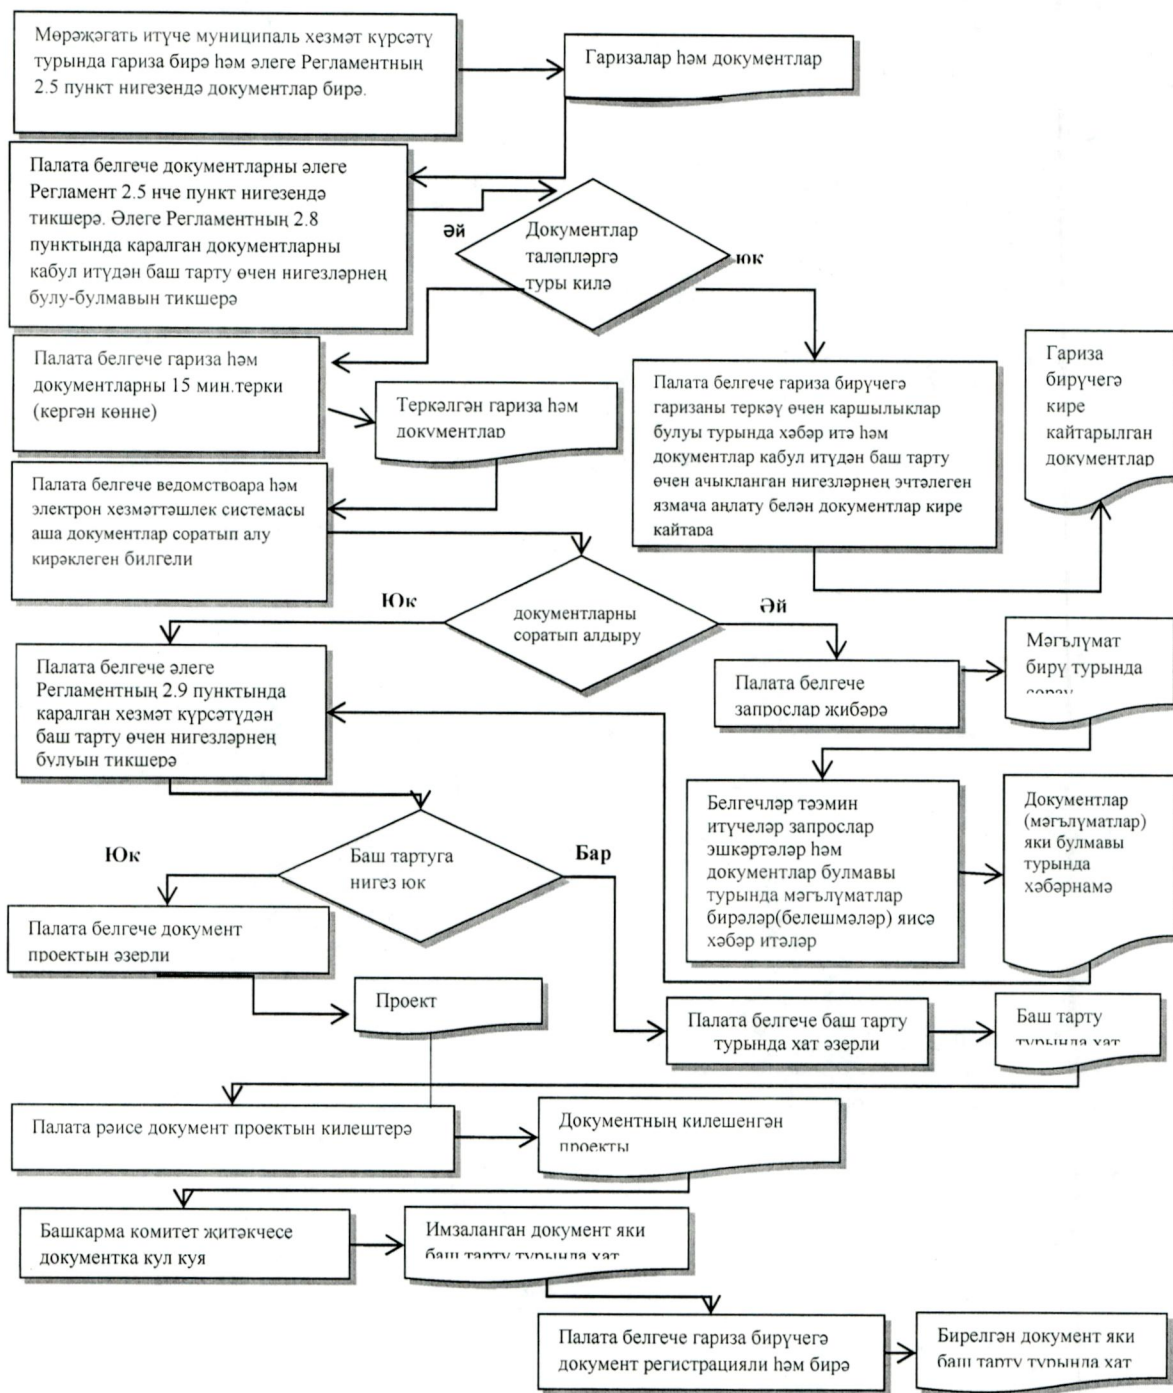 Мөрәҗәгать итүче муниципаль хезмәт күрсәтү
турында гариза бирә һәм әлеге Регламентның
2.5 пункт нигезендә документлар бирә.
Гаризалар һәм документлар
Палата белгече документларны әлеге
Регламент 2.5 нче пункт нигезендә
тикшерә. Әлеге Регламентның 2.8
пунктында каралган документларны
кабул итүдән баш тарту өчен нигезләрнең
булу-булмавын тикшерә
Әй
Документлар
таләпләргә
туры килә
юк
Палата белгече гариза һәм
документларны 15 мин.терки
(кергән көнне)
Теркәлгән гариза һәм
документлар
Палата белгече гариза бирүчегә
гаризаны теркәү өчен каршылыклар
булуы турында хәбәр итә һәм
документлар кабул итүдән баш тарту
өчен ачыкланган нигезләрнең эчтәлеген
язмача аңлату белән документлар кире
кайтара
Гариза
бирүчегә
кире
кайтарылган
документлар
Палата белгече ведомствоара һәм
электрон хезмәттәшлек системасы
аша документлар соратып алу
кирәклеген билгели
Юк
документларны
соратып алдыру
Әй
Палата белгече
запрослар җибәрә
Мәгълүмат
бирү турында
сорау
Палата белгече әлеге
Регламентның 2.9 пунктында
каралган хезмәт күрсәтүдән
баш тарту өчен нигезләрнең
булуын тикшерә
Белгечләр тәэмин
итүчеләр запрослар
эшкәртәләр һәм
документлар булмавы
турында мәгълүматлар
бирәләр(белешмәләр) яисә
хәбәр итәләр
Документлар
(мәгълүматлар)
яки булмавы
турында
хәбәрнамә
Юк
Баш тартуга
нигез юк
Бар
Палата белгече документ
проектын әзерли
Проект
Палата белгече баш тарту
турында хат әзерли
Баш тарту
турында хат
Палата рәисе документ проектын килештерә
Документның килешенгән
проекты
Башкарма комитет җитәкчесе
документка кул куя
Имзаланган документ яки
баш тарту турында хат
Палата белгече гариза бирүчегә
документ регистрацияли һәм бирә
Бирелгән документ яки
баш тарту турында хат